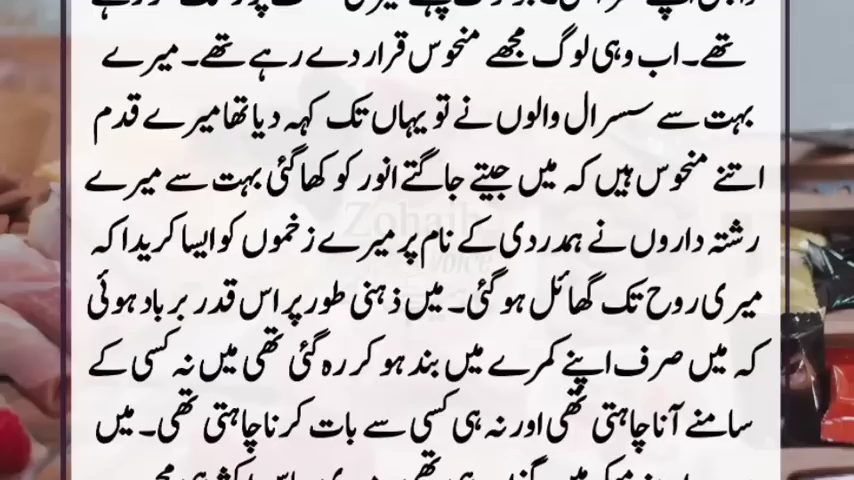 تھے۔ اب وہی لوگ مجھے منحوس قرار دے رہے تھے۔ میرے
بہت سے سسرال والوں نے تو یہاں تک کہہ دیا تھا میرے قدم
اتنے منحوس ہیں کہ میں جیتے جاگتے انور کو کھا گئی بہت سے میرے
رشتہ داروں نے ہمدردی کے نام پر میرے زخموں کو ایسا کریدا کہ
میری روح تک گھائل ہو گئی۔ میں ذہنی طور پر اس قدر برباد ہوئی
کہ میں صرف اپنے کمرے میں بند ہو کر رہ گئی تھی میں نہ کسی کے
سامنے آنا چاہتی تھی اور نہ ہی کسی سے بات کرنا چاہتی تھی۔ میں
Zohaib
Voice